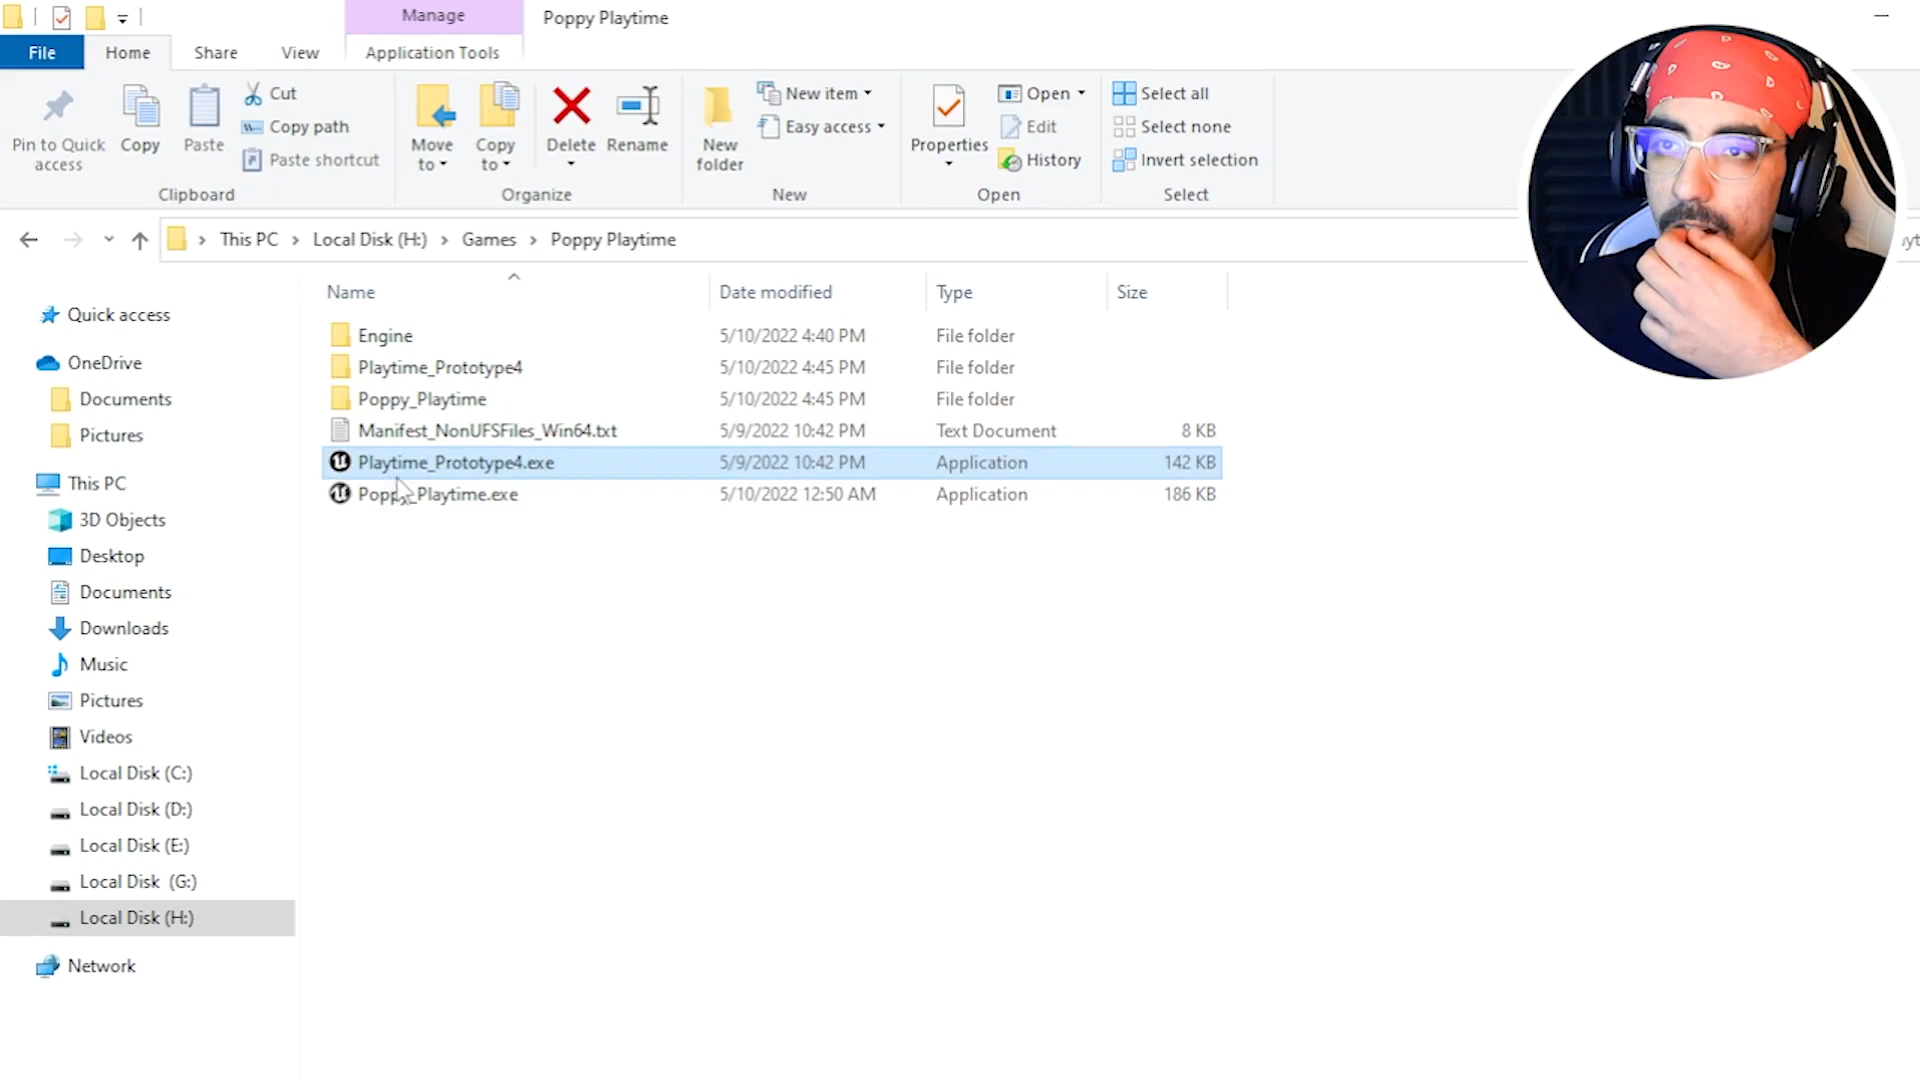 Manage
Poppy Playtime
File
Home
Share
View
Application Tools
Pin to Quick access
Copy
Paste
Cut
Copy path
Paste shortcut
Clipboard
Move to
Copy to
Delete
Rename
Organize
New folder
New item
Easy access
New
Properties
Open
Edit
History
Open
Select all
Select none
Invert selection
Select
This PC > Local Disk (H:) > Games > Poppy Playtime
Name Date modified Type Size
Engine 5/10/2022 4:40 PM File folder
Playtime_Prototype4 5/10/2022 4:45 PM File folder
Poppy_Playtime 5/10/2022 4:45 PM File folder
Manifest_NonUFSFiles_Win64.txt 5/9/2022 10:42 PM Text Document 8 KB
Playtime_Prototype4.exe 5/9/2022 10:42 PM Application 142 KB
Poppy_Playtime.exe 5/10/2022 12:50 AM Application 186 KB
Quick access
OneDrive
Documents
Pictures
This PC
3D Objects
Desktop
Documents
Downloads
Music
Pictures
Videos
Local Disk (C:)
Local Disk (D:)
Local Disk (E:)
Local Disk (G:)
Local Disk (H:)
Network